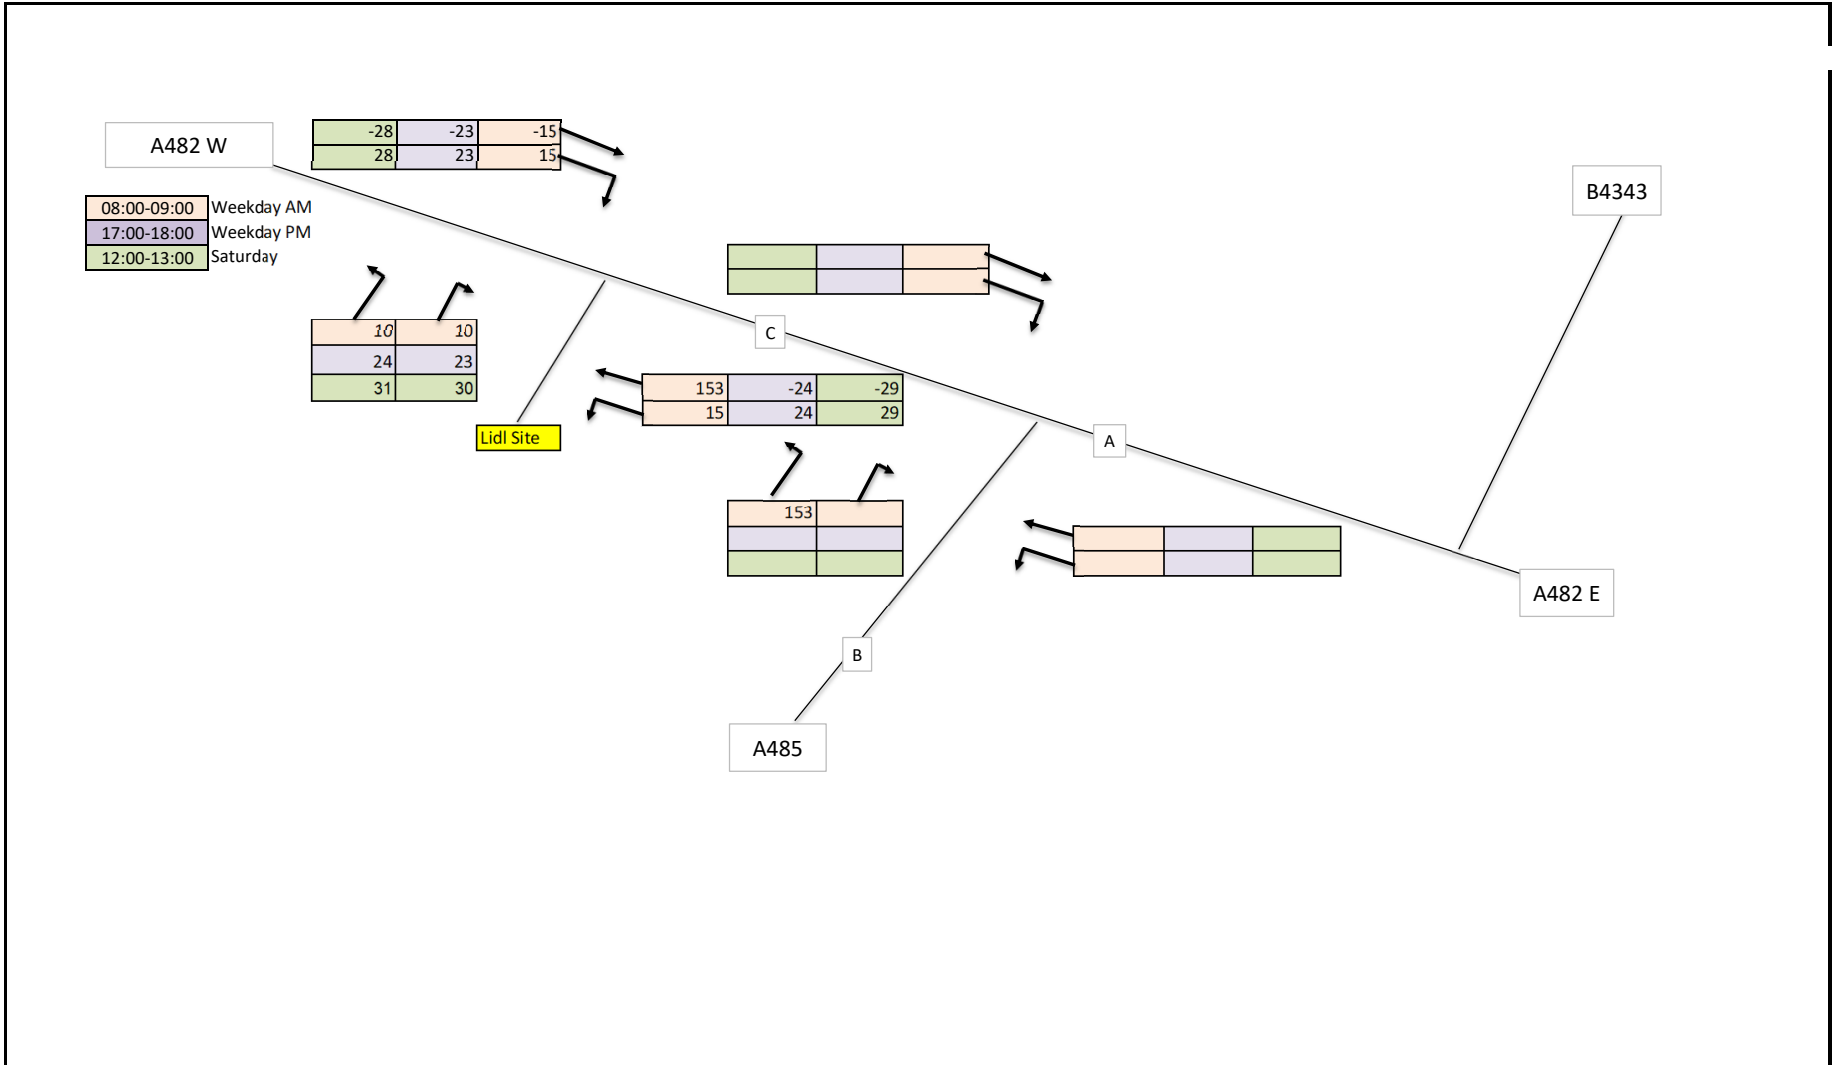 A482 W
-28 -23 -15
28 23 15
B4343
08:00-09:00 Weekday AM
17:00-18:00 Weekday PM
12:00-13:00 Saturday
10 10
24 23
31 30
C
153 -24 -29
15 24 29
Lidl Site
A
153
A482 E
B
A485